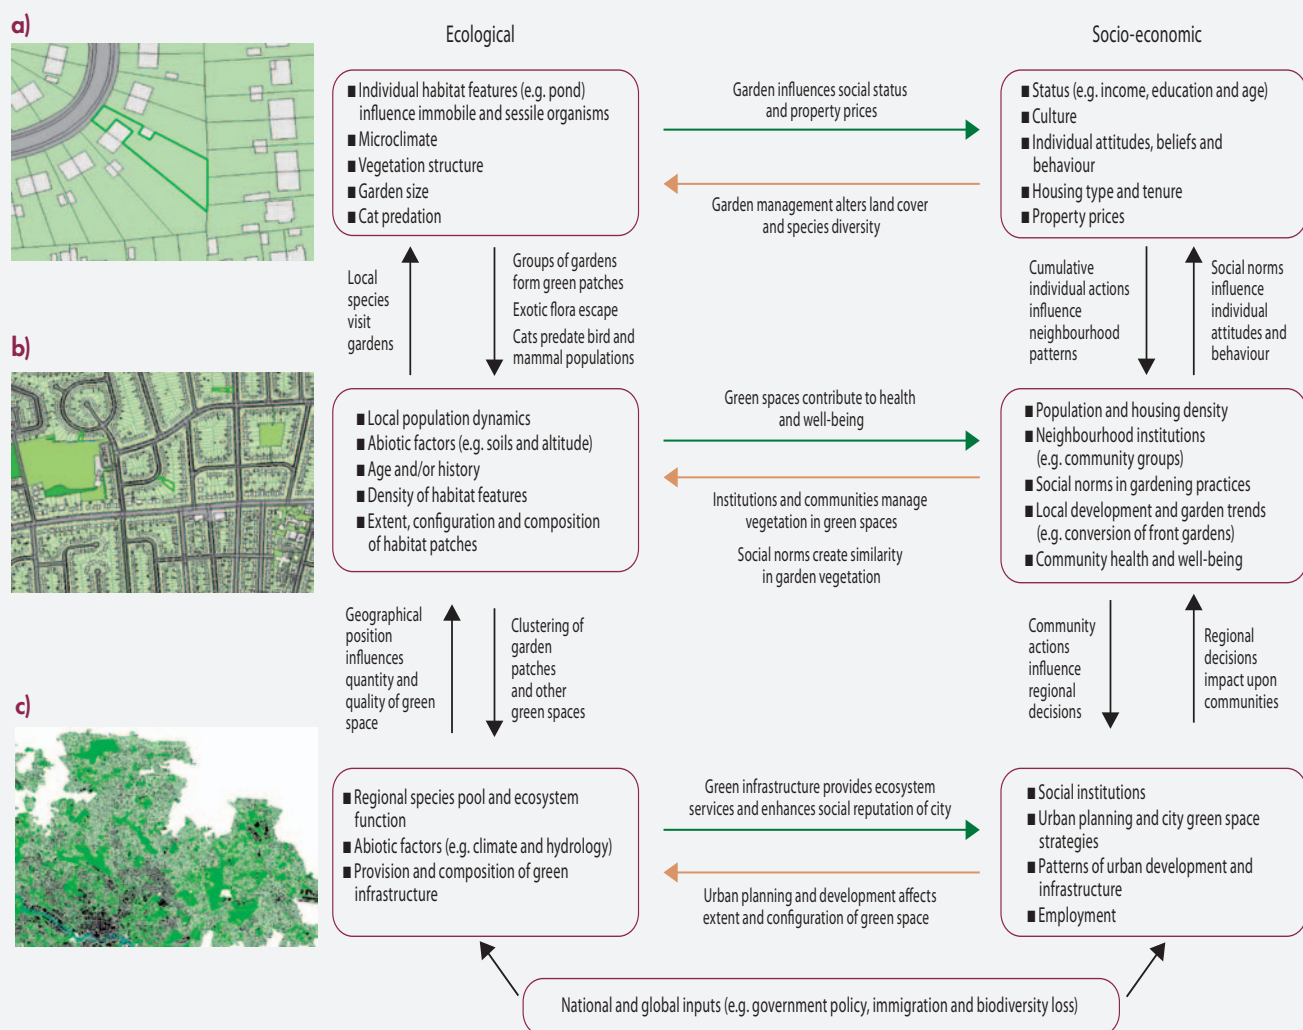 a)
Ecological
Socio-economic
■ Individual habitat features (e.g. pond)
influence immobile and sessile organisms
■ Microclimate
■ Vegetation structure
■ Garden size
■ Cat predation
Garden influences social status
and property prices
Garden management alters land cover
and species diversity
■ Status (e.g. income, education and age)
■ Culture
■ Individual attitudes, beliefs and
behaviour
■ Housing type and tenure
■ Property prices
Local
species
visit
gardens
Groups of gardens
form green patches
Exotic flora escape
Cats predate bird and
mammal populations
Cumulative
individual actions
influence
neighbourhood
patterns
Social norms
influence
individual
attitudes and
behaviour
b)
■ Local population dynamics
■ Abiotic factors (e.g. soils and altitude)
■ Age and/or history
■ Density of habitat features
■ Extent, configuration and composition
of habitat patches
Green spaces contribute to health
and well-being
Institutions and communities manage
vegetation in green spaces
Social norms create similarity
in garden vegetation
■ Population and housing density
■ Neighbourhood institutions
(e.g. community groups)
■ Social norms in gardening practices
■ Local development and garden trends
(e.g. conversion of front gardens)
■ Community health and well-being
Geographical
position
influences
quantity and
quality of green
space
Clustering of
garden
patches
and other
green spaces
Community
actions
influence
regional
decisions
Regional
decisions
impact upon
communities
c)
■ Regional species pool and ecosystem
function
■ Abiotic factors (e.g. climate and hydrology)
■ Provision and composition of green
infrastructure
Green infrastructure provides ecosystem
services and enhances social reputation of city
Urban planning and development affects
extent and configuration of green space
■ Social institutions
■ Urban planning and city green space
strategies
■ Patterns of urban development and
infrastructure
■ Employment
National and global inputs (e.g. government policy, immigration and biodiversity loss)